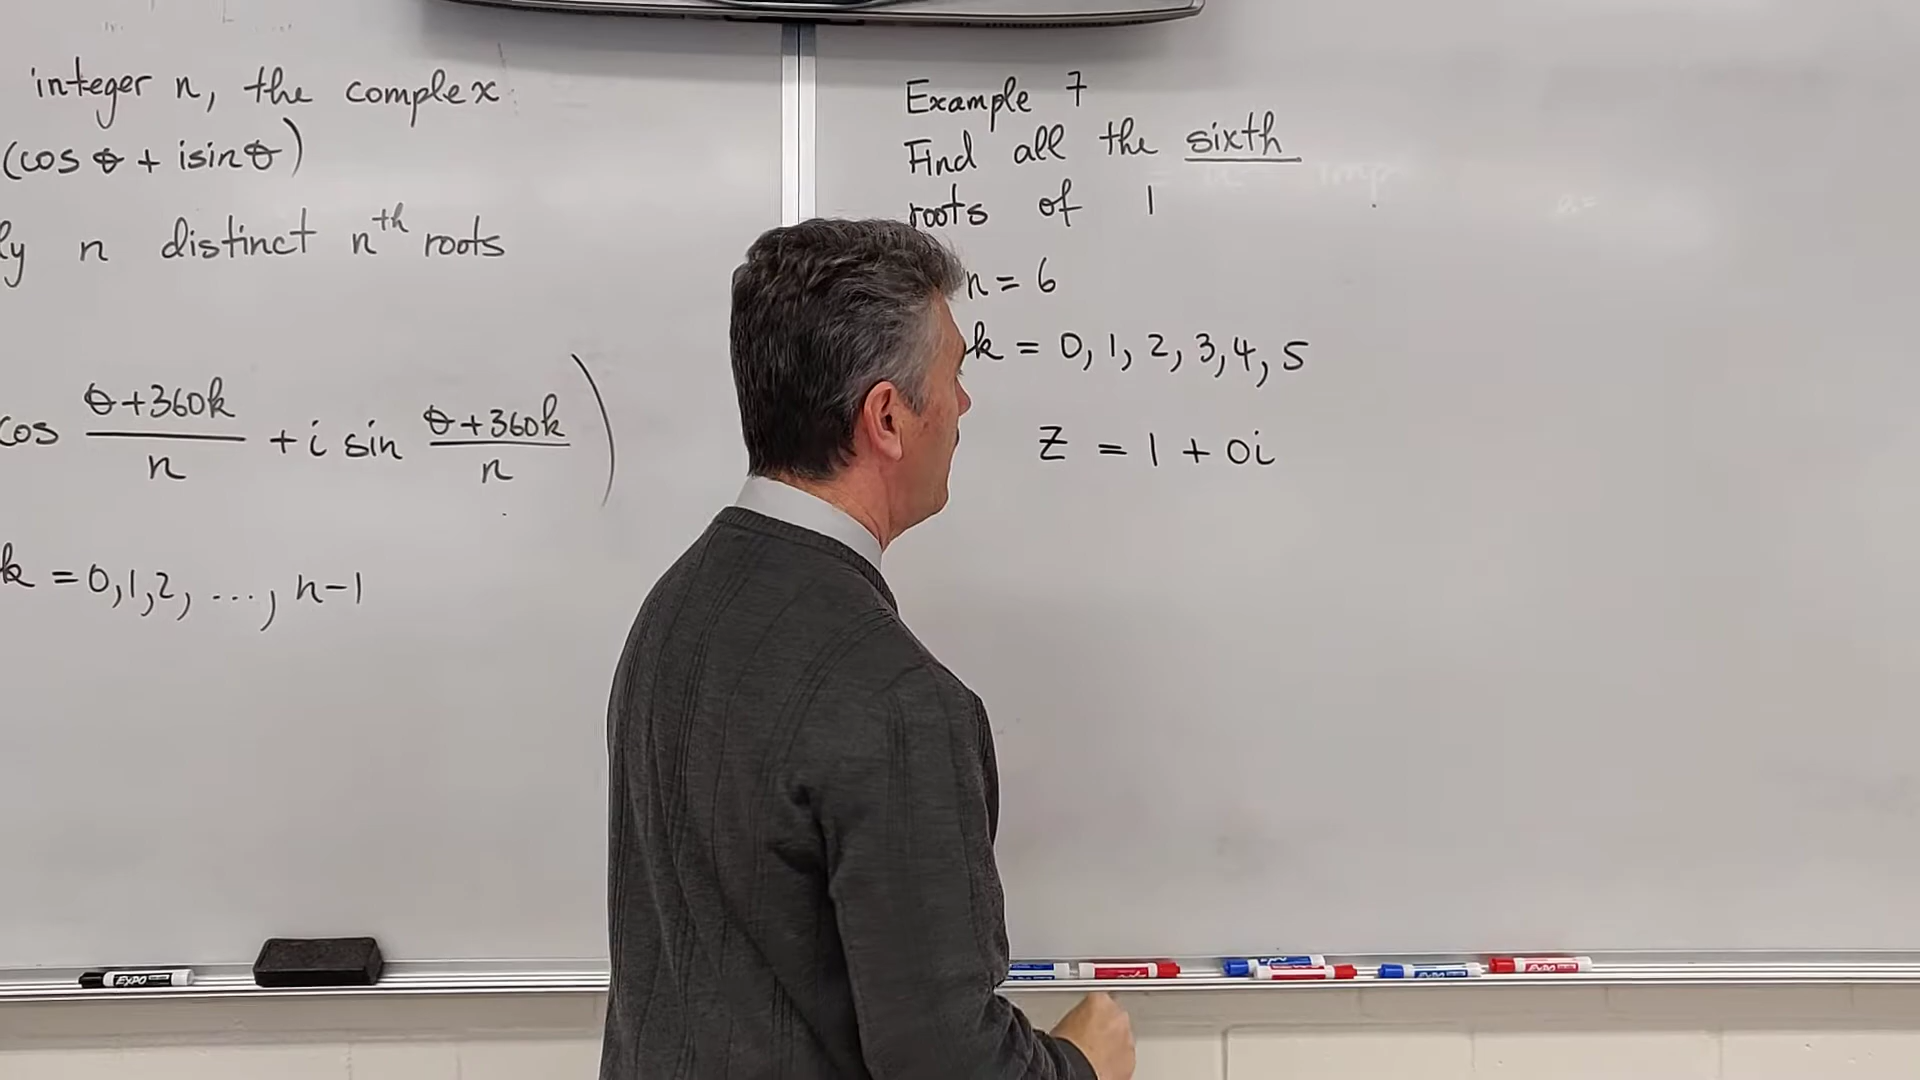 integer n, the complex
(cos θ + isin θ)
ly n distinct nᵗʰ roots
cos (θ+360k)/n + i sin (θ+360k)/n )
k = 0,1,2, ..., n-1
EXPO
Example 7
Find all the sixth
roots of 1
n = 6
k = 0, 1, 2, 3, 4, 5
z = 1 + 0i